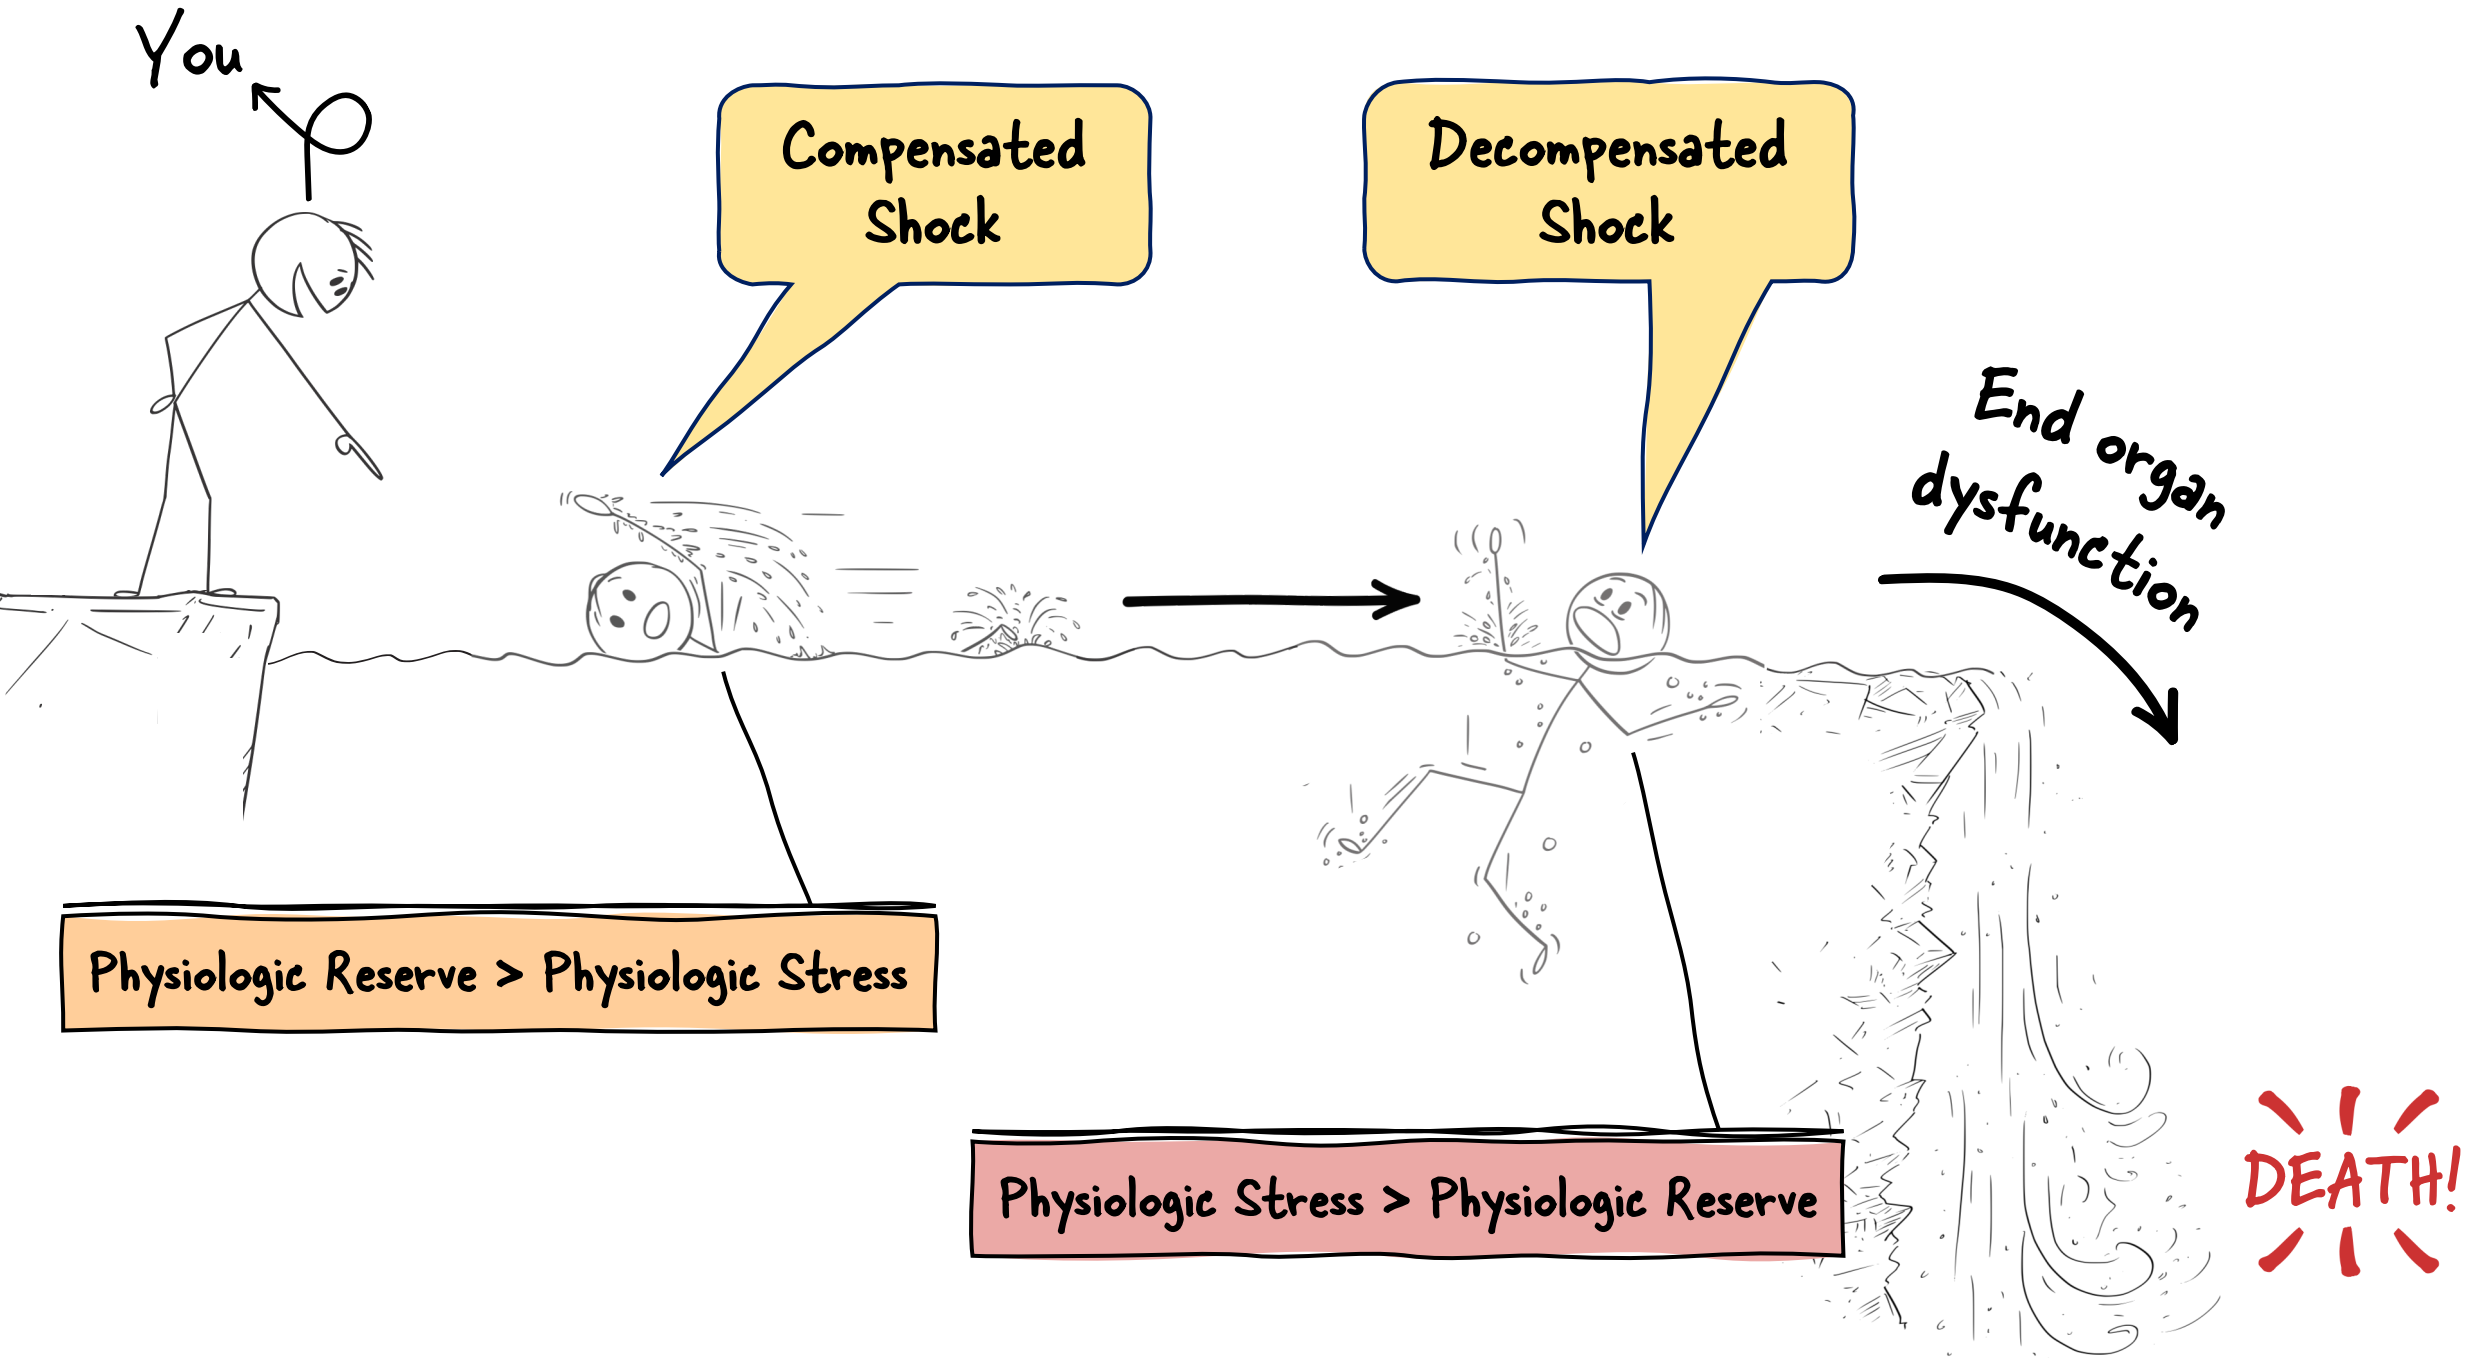 You
Compensated
Shock
Decompensated
Shock
End organ
dysfunction
Physiologic Reserve > Physiologic Stress
Physiologic Stress > Physiologic Reserve
DEATH!